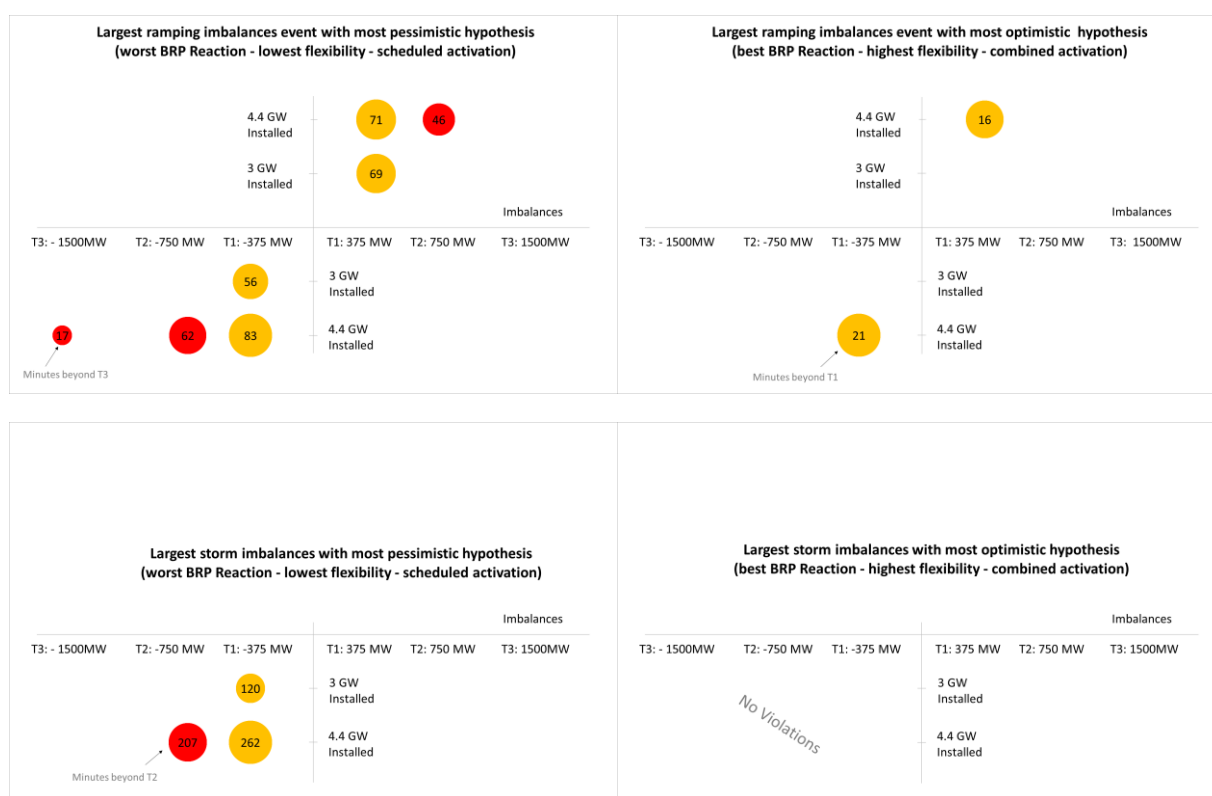 Largest ramping imbalances event with most pessimistic hypothesis
(worst BRP Reaction - lowest flexibility - scheduled activation)
4.4 GW
Installed
71
46
3 GW
Installed
69
Imbalances
T3: - 1500MW
T2: -750 MW
T1: -375 MW
T1: 375 MW
T2: 750 MW
T3: 1500MW
56
3 GW
Installed
17
62
83
4.4 GW
Installed
Minutes beyond T3
Largest ramping imbalances event with most optimistic hypothesis
(best BRP Reaction - highest flexibility - combined activation)
4.4 GW
Installed
16
3 GW
Installed
Imbalances
T3: - 1500MW
T2: -750 MW
T1: -375 MW
T1: 375 MW
T2: 750 MW
T3: 1500MW
3 GW
Installed
21
4.4 GW
Installed
Minutes beyond T1
Largest storm imbalances with most pessimistic hypothesis
(worst BRP Reaction - lowest flexibility - scheduled activation)
Imbalances
T3: - 1500MW
T2: -750 MW
T1: -375 MW
T1: 375 MW
T2: 750 MW
T3: 1500MW
120
3 GW
Installed
207
262
4.4 GW
Installed
Minutes beyond T2
Largest storm imbalances with most optimistic hypothesis
(best BRP Reaction - highest flexibility - combined activation)
Imbalances
T3: - 1500MW
T2: -750 MW
T1: -375 MW
T1: 375 MW
T2: 750 MW
T3: 1500MW
3 GW
Installed
No Violations
4.4 GW
Installed